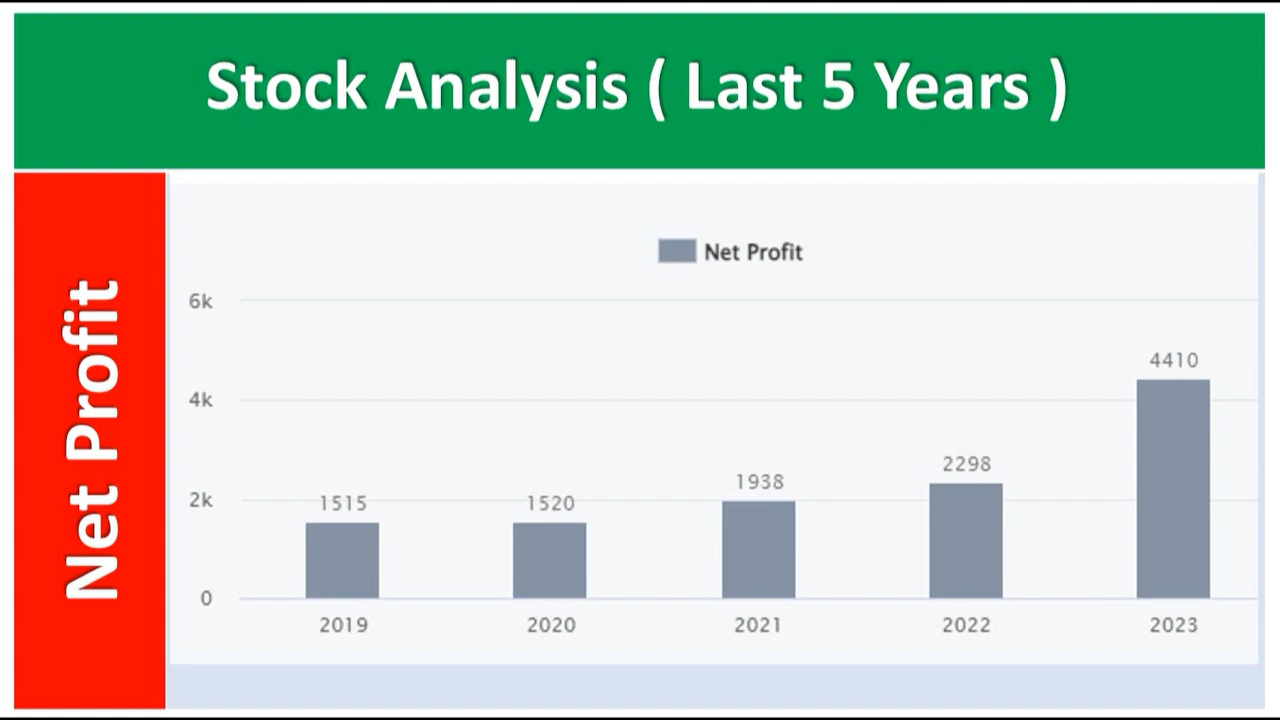 Stock Analysis ( Last 5 Years )
Net Profit
Net Profit
6k
4k
2k
0
1515
1520
1938
2298
4410
2019
2020
2021
2022
2023